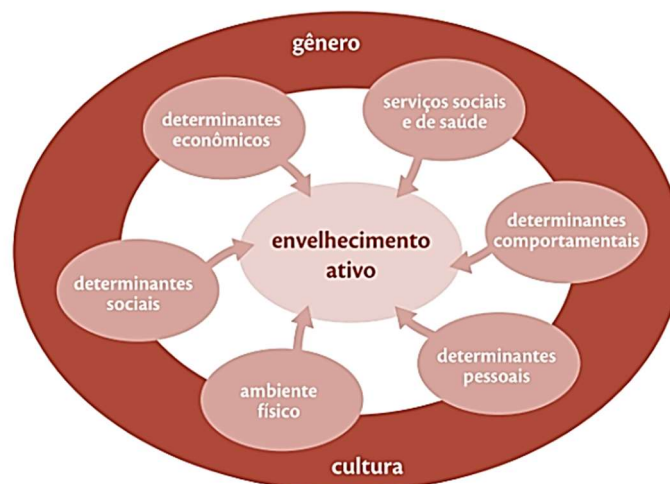 gênero
serviços sociais
e de saúde
determinantes
econômicos
determinantes
comportamentais
envelhecimento
ativo
determinantes
sociais
determinantes
pessoais
ambiente
físico
cultura